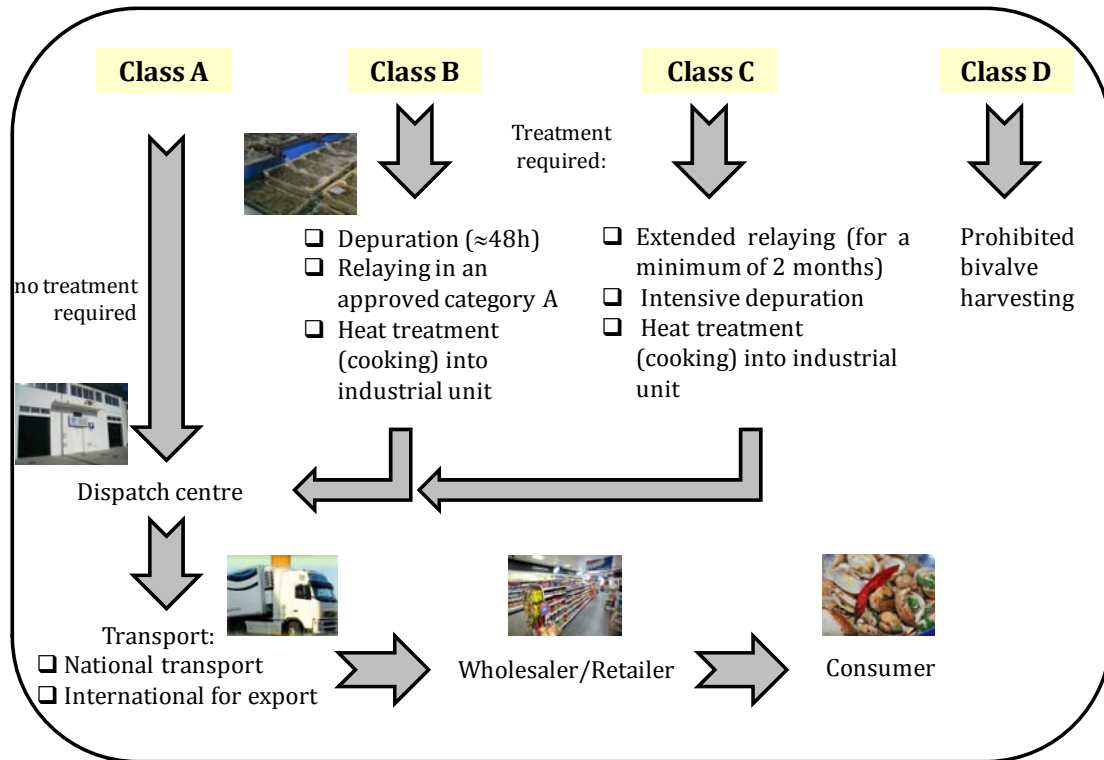 Class A
Class B
Class C
Class D
Treatment
required:
no treatment
required
❑ Depuration (≈48h)
❑ Relaying in an
approved category A
❑ Heat treatment
(cooking) into
industrial unit
❑ Extended relaying (for a
minimum of 2 months)
❑ Intensive depuration
❑ Heat treatment
(cooking) into industrial
unit
Prohibited
bivalve
harvesting
Dispatch centre
Transport:
❑ National transport
❑ International for export
Wholesaler/Retailer
Consumer